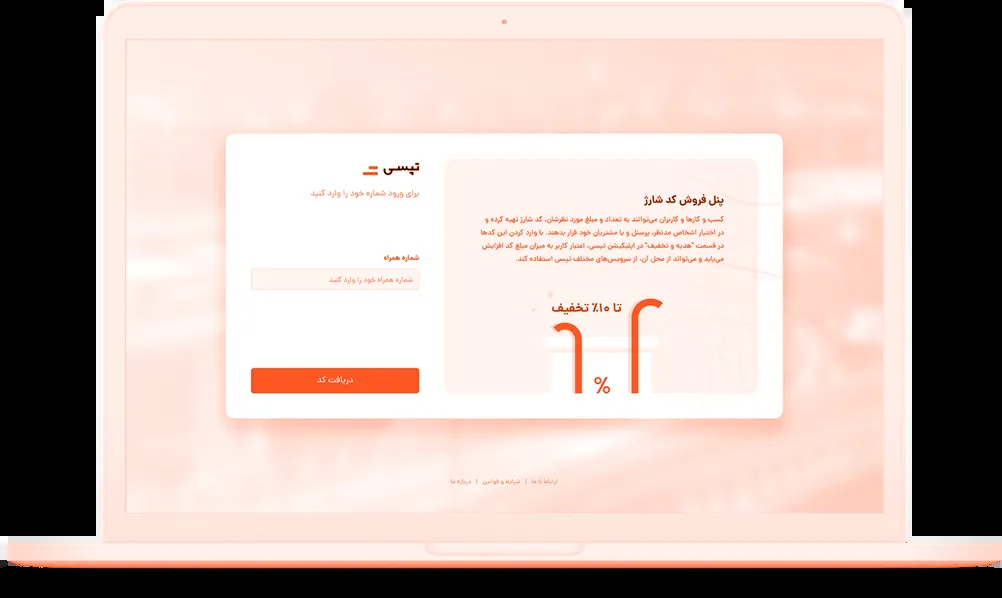 پنل فروش کد شارژ
کسب و کارها و کاربران می‌توانند به تعداد و مبلغ مورد نظرشان، کد شارژ تهیه کرده و
در اختیار اشخاص مدنظر، پرسنل و یا مشتریان خود قرار بدهند. با وارد کردن این کدها
در قسمت "هدیه و تخفیف" در اپلیکیشن تپسی، اعتبار کاربر به میزان مبلغ کد افزایش
می‌یابد و می‌تواند از محل آن، از سرویس‌های مختلف تپسی استفاده کند.
تا ۱۰٪ تخفیف
%
تپسی
برای ورود شماره خود را وارد کنید
شماره همراه
شماره همراه خود را وارد کنید
دریافت کد
ارتباط با ما | شرایط و قوانین | درباره ما